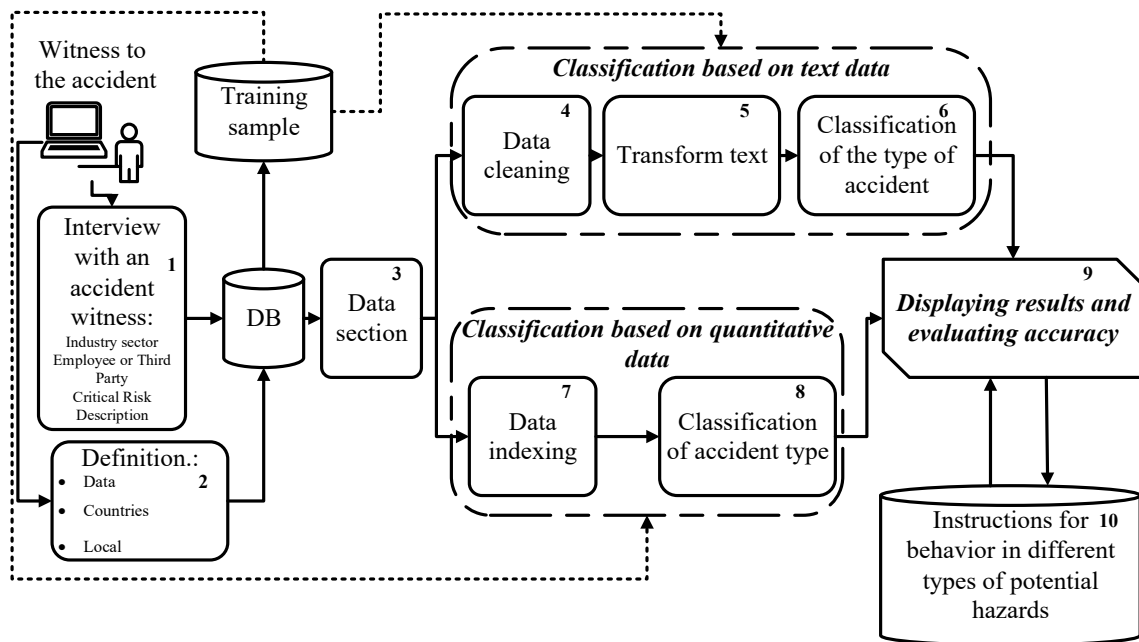 Witness to
the accident
Training
sample
Interview
with an
accident
witness:
1
Industry sector
Employee or Third
Party
Critical Risk
Description
Definition.:
2
• Data
• Countries
• Local
DB
3
Data
section
Classification based on text data
4
Data
cleaning
5
Transform text
6
Classification
of the type of
accident
Classification based on quantitative
data
7
Data
indexing
8
Classification
of accident type
9
Displaying results and
evaluating accuracy
Instructions for 10
behavior in different
types of potential
hazards